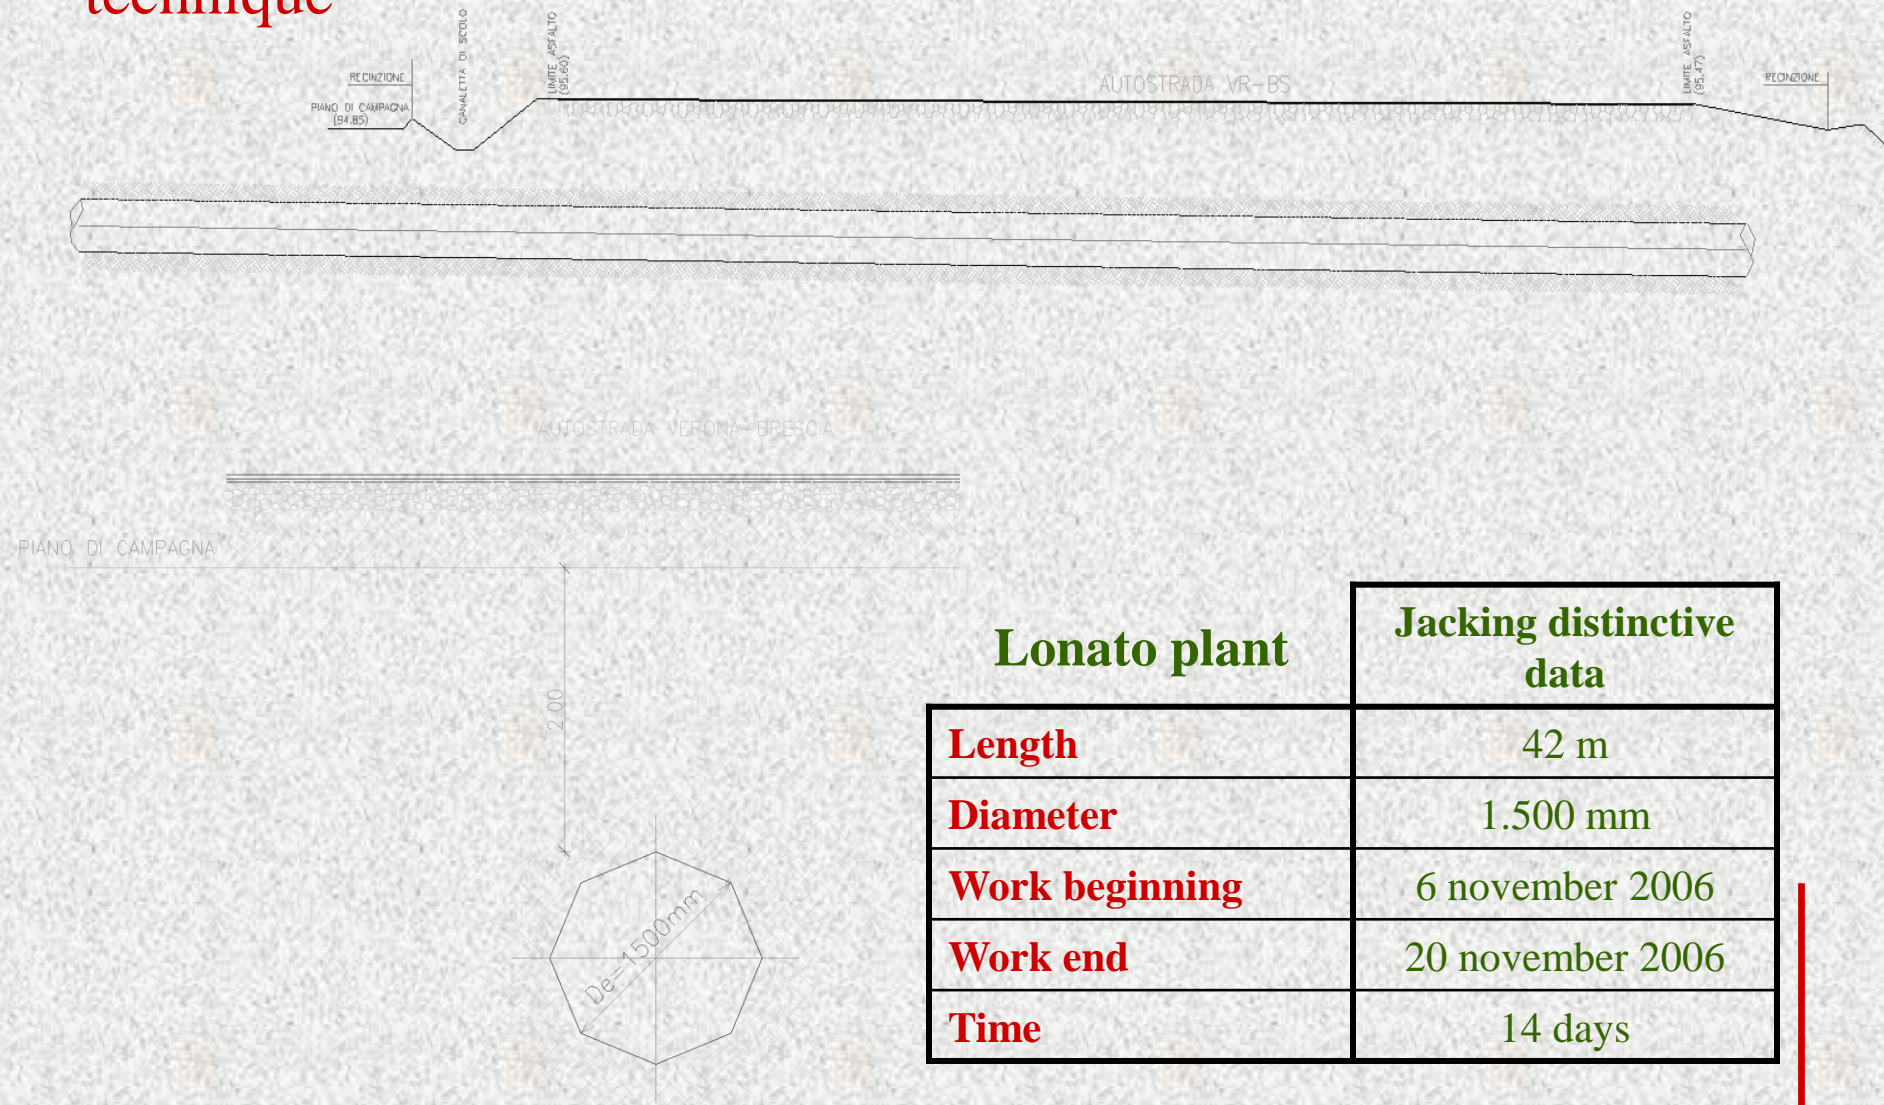 technique
RECINZIONE
PIANO DI CAMPAGNA
(94.85)
CANALETTA DI SCOLO
LIMITE ASFALTO
(95.60)
AUTOSTRADA VR-BS
LIMITE ASFALTO
(95.47)
RECINZIONE
AUTOSTRADA VERONA-BRESCIA
PIANO DI CAMPAGNA
2.00
De=1500mm
Lonato plant
Jacking distinctive
data
Length 42 m
Diameter 1.500 mm
Work beginning 6 november 2006
Work end 20 november 2006
Time 14 days